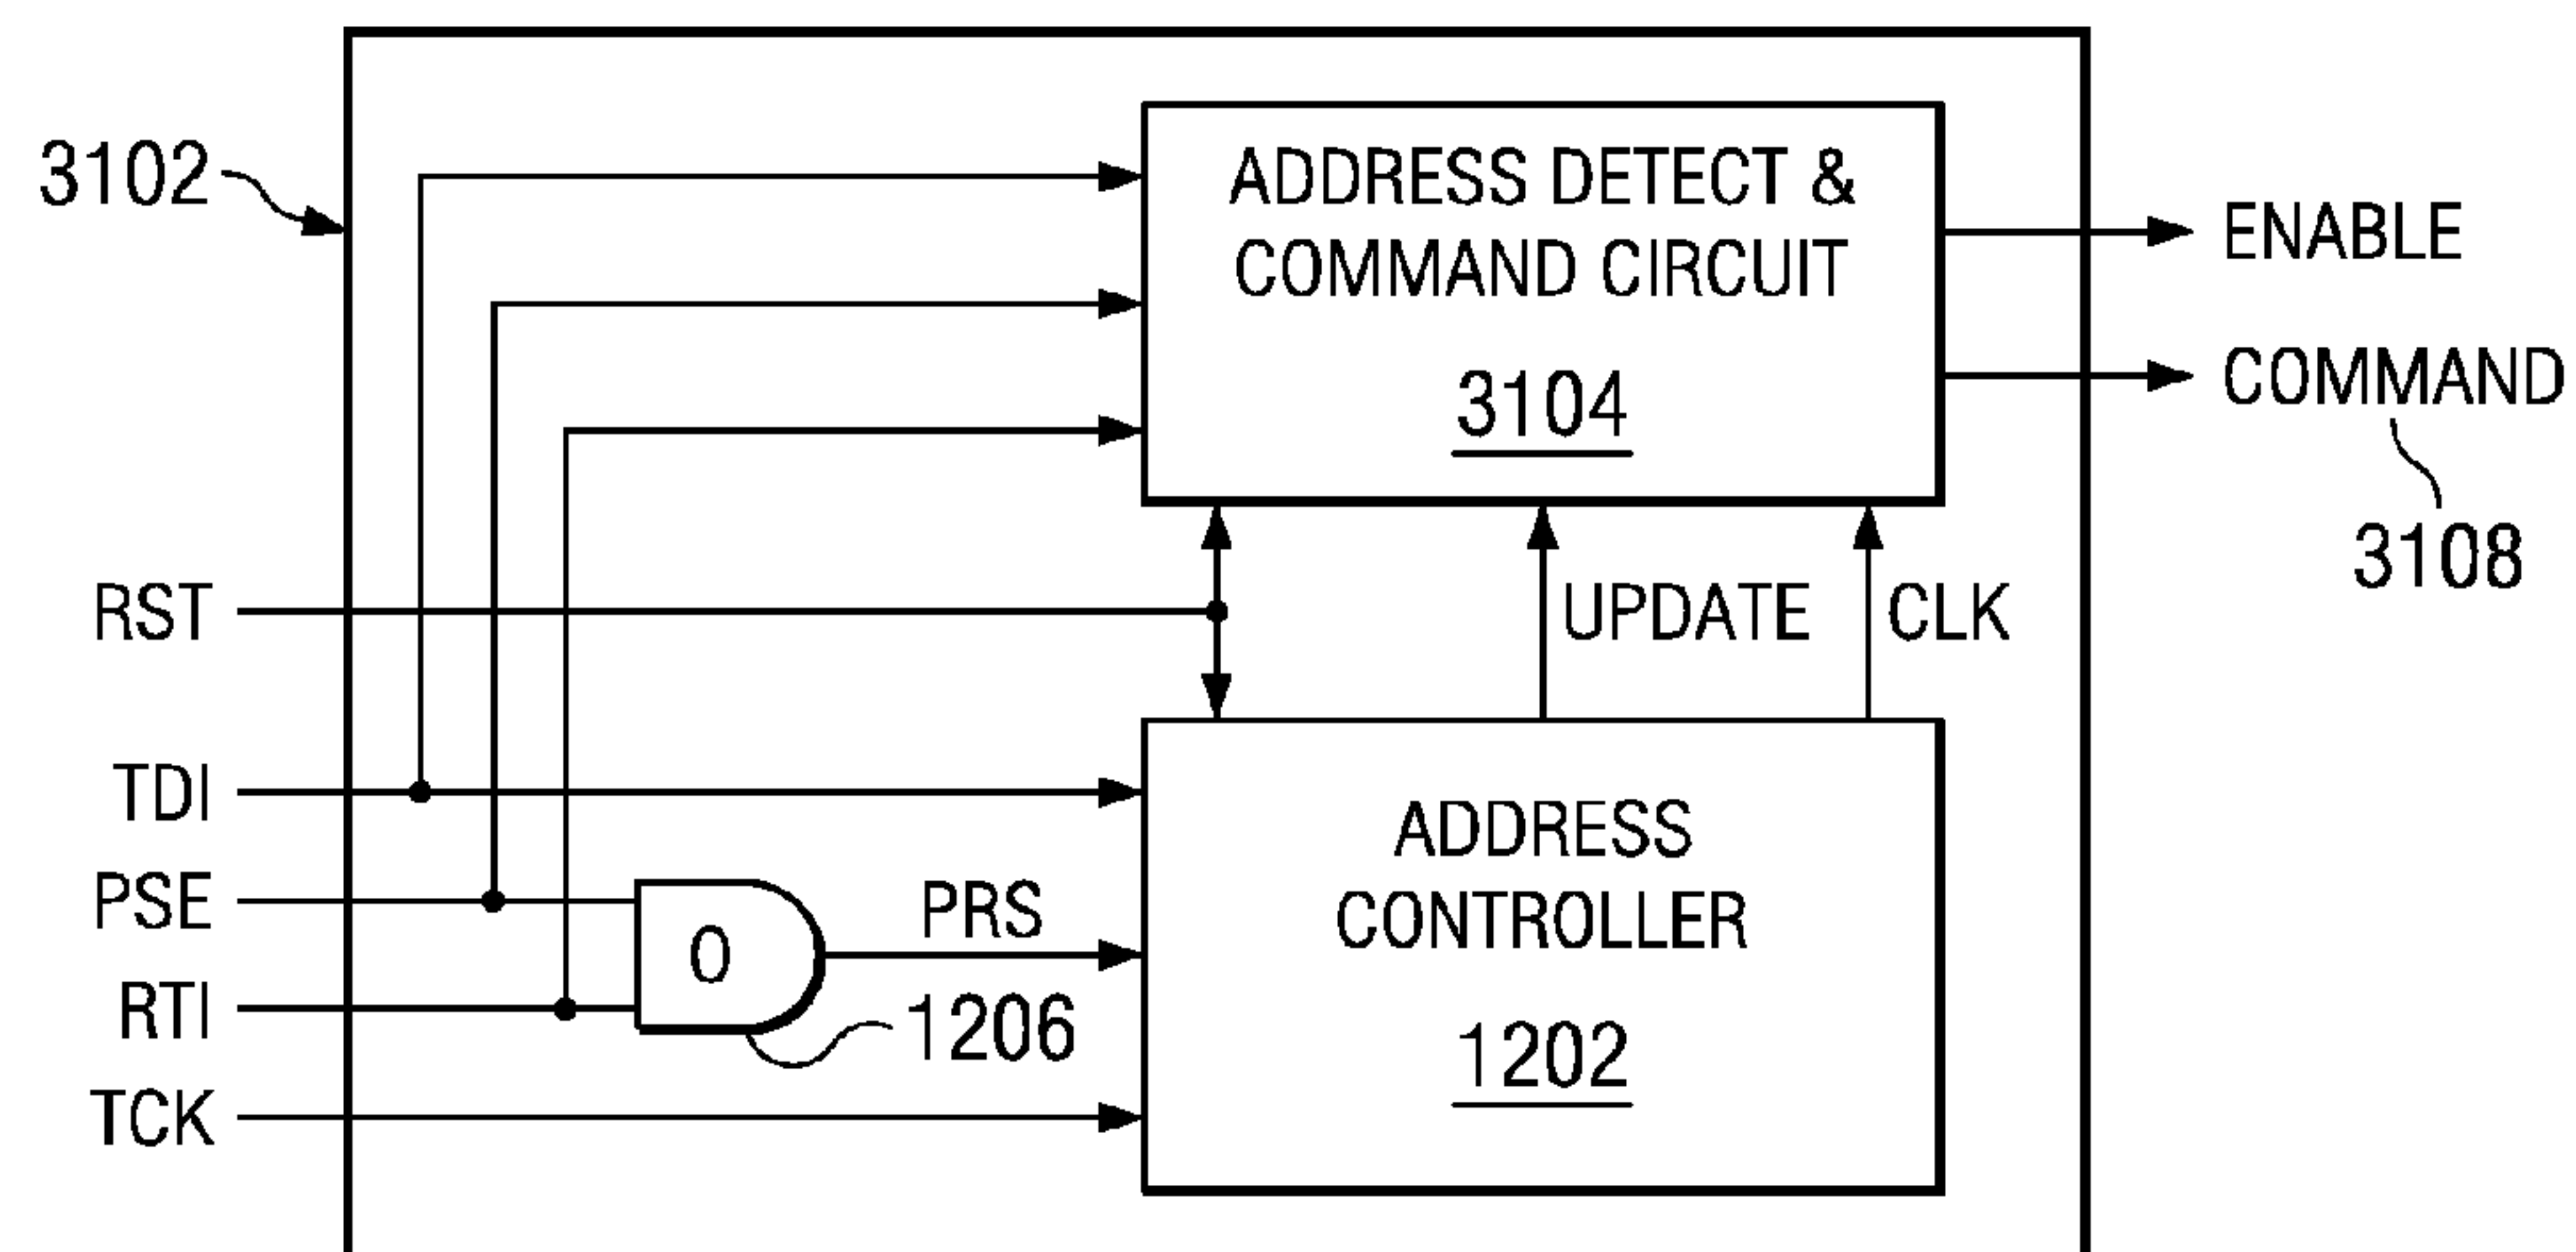 3102
ADDRESS DETECT &
COMMAND CIRCUIT
3104
ENABLE
COMMAND
3108
RST
UPDATE
CLK
TDI
PSE
RTI
TCK
O
PRS
1206
ADDRESS
CONTROLLER
1202